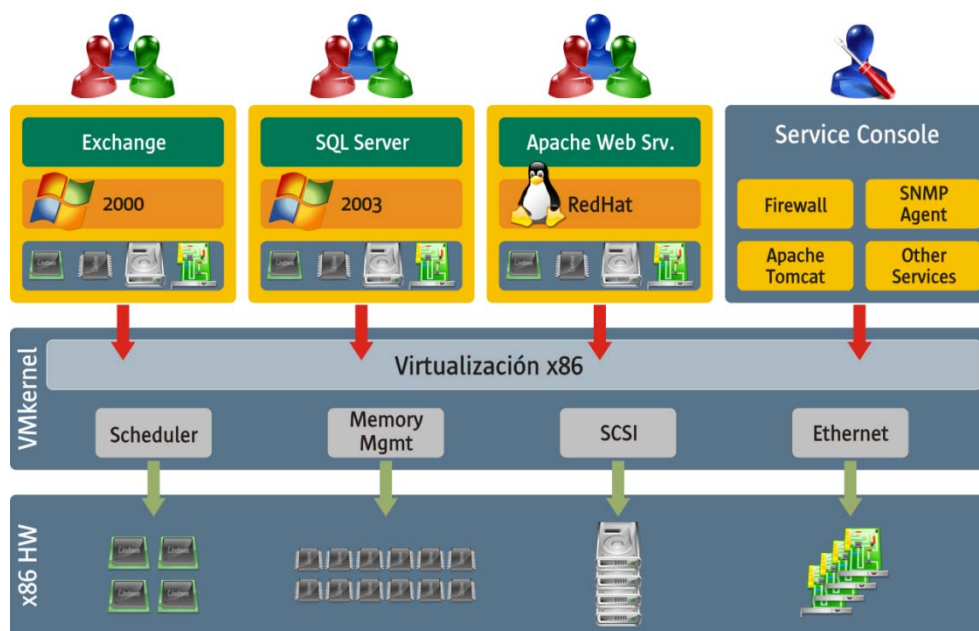 Exchange
SQL Server
Apache Web Srv.
Service Console
2000
2003
RedHat
Firewall
SNMP
Agent
Apache
Tomcat
Other
Services
VMkernel
Virtualización x86
Scheduler
Memory
Mgmt
SCSI
Ethernet
x86 HW